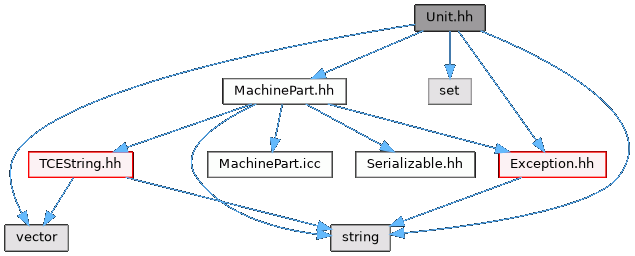 Unit.hh
MachinePart.hh
set
TCEString.hh
MachinePart.icc
Serializable.hh
Exception.hh
vector
string